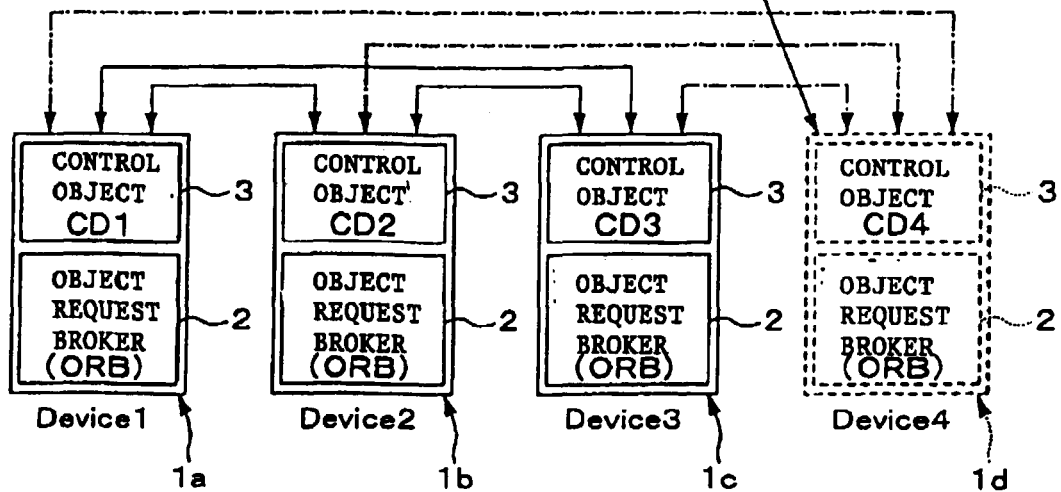 CONTROL
OBJECT
CD1
3
OBJECT
REQUEST
BROKER
(ORB)
2
Device1
1a
CONTROL
OBJECT
CD2
3
OBJECT
REQUEST
BROKER
(ORB)
2
Device2
1b
CONTROL
OBJECT
CD3
3
OBJECT
REQUEST
BROKER
(ORB)
2
Device3
1c
CONTROL
OBJECT
CD4
3
OBJECT
REQUEST
BROKER
(ORB)
2
Device4
1d